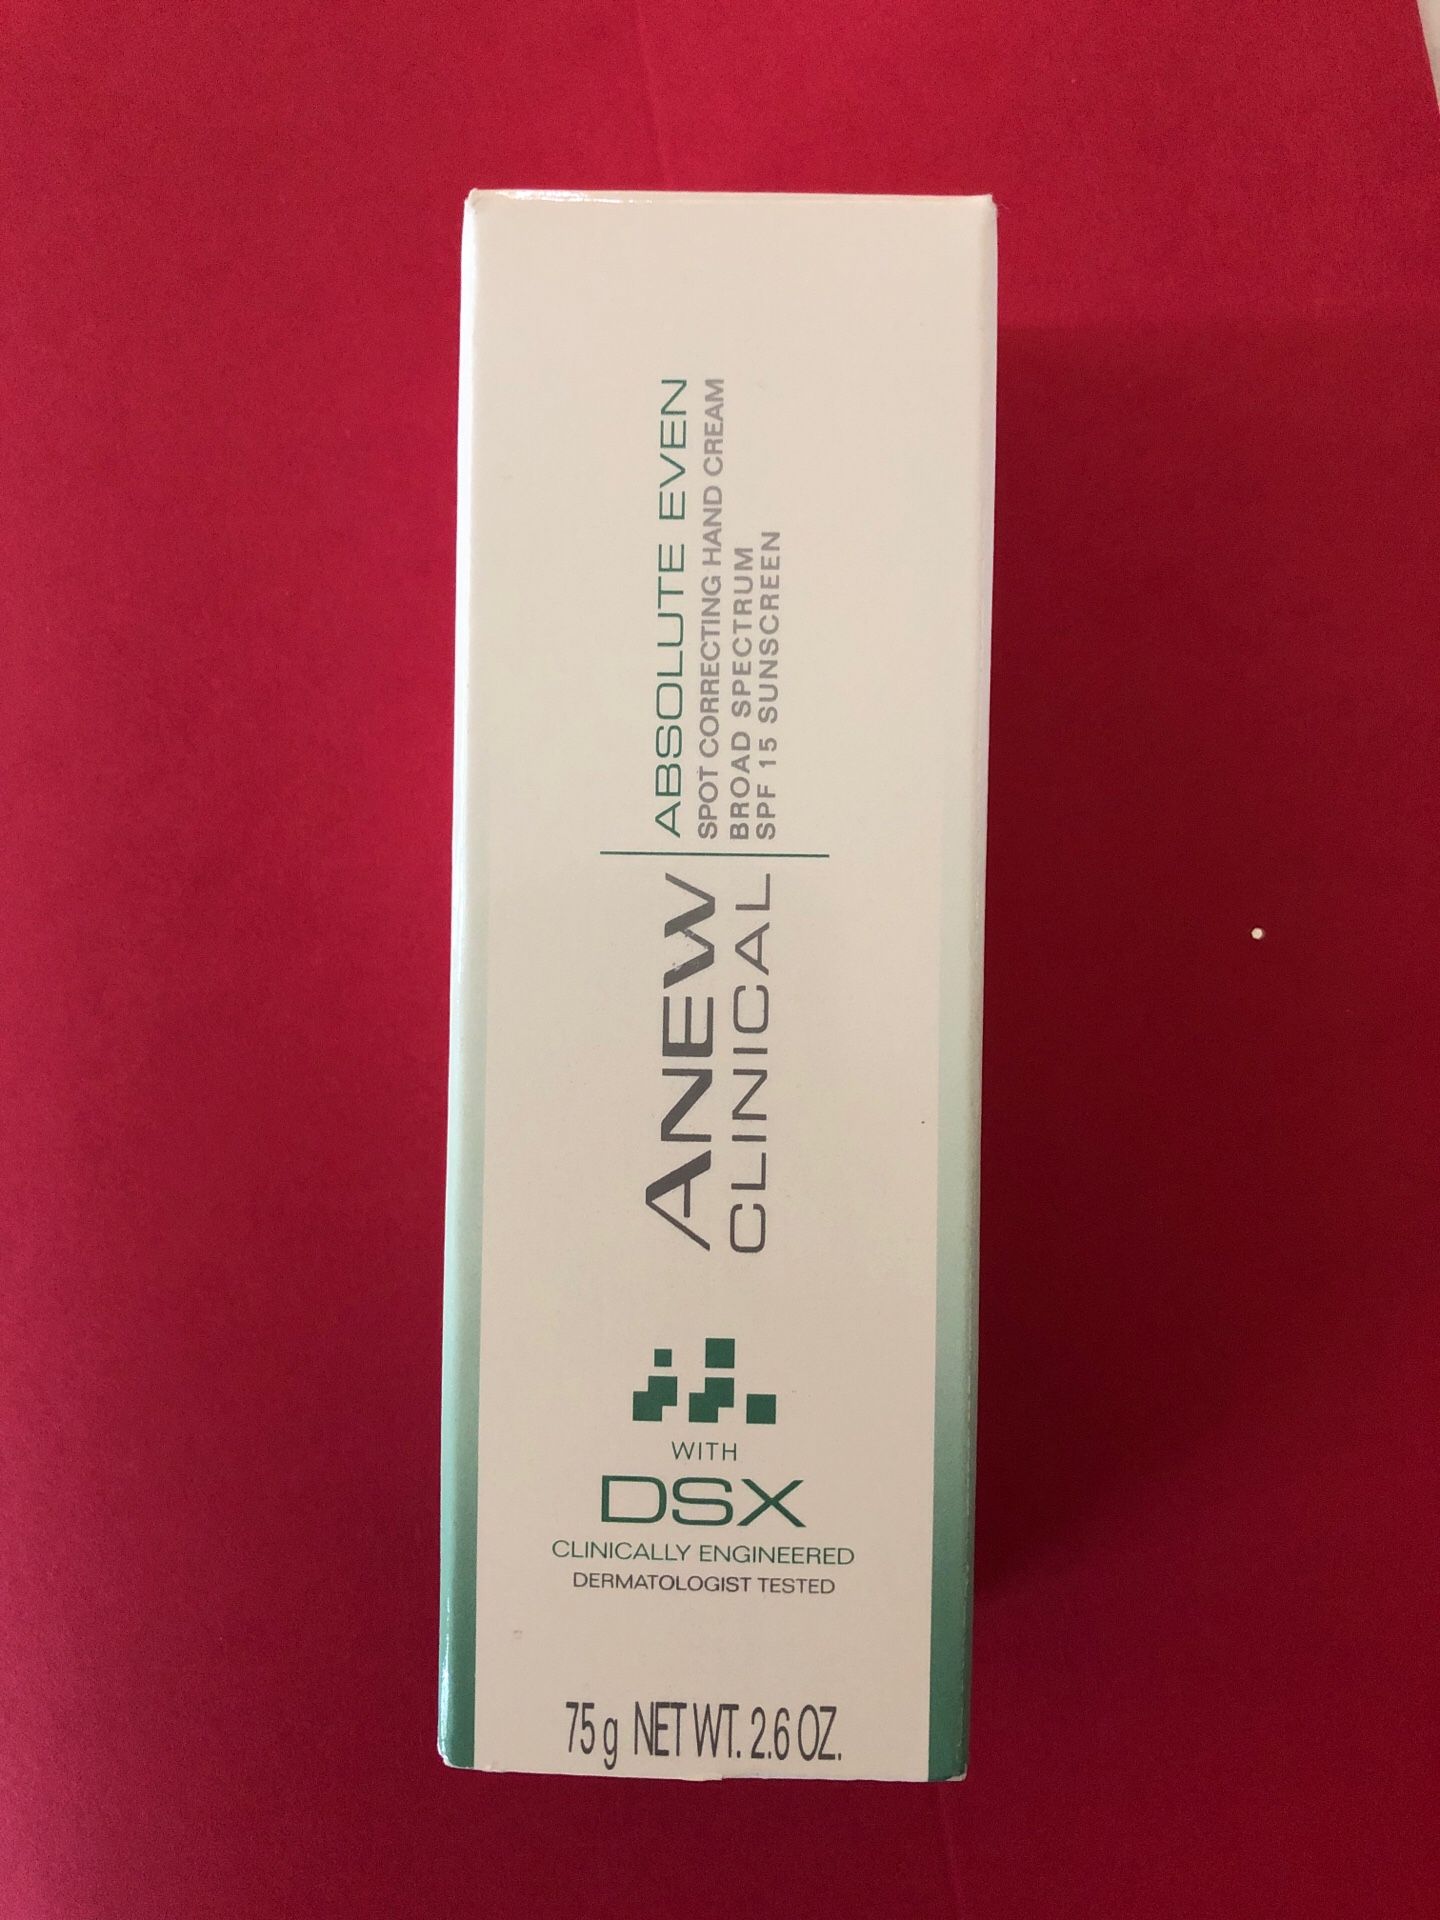 ANEW
CLINICAL
ABSOLUTE EVEN
SPOT CORRECTING HAND CREAM
BROAD SPECTRUM
SPF 15 SUNSCREEN
WITH
DSX
CLINICALLY ENGINEERED
DERMATOLOGIST TESTED
75g NET WT. 2.6 OZ.